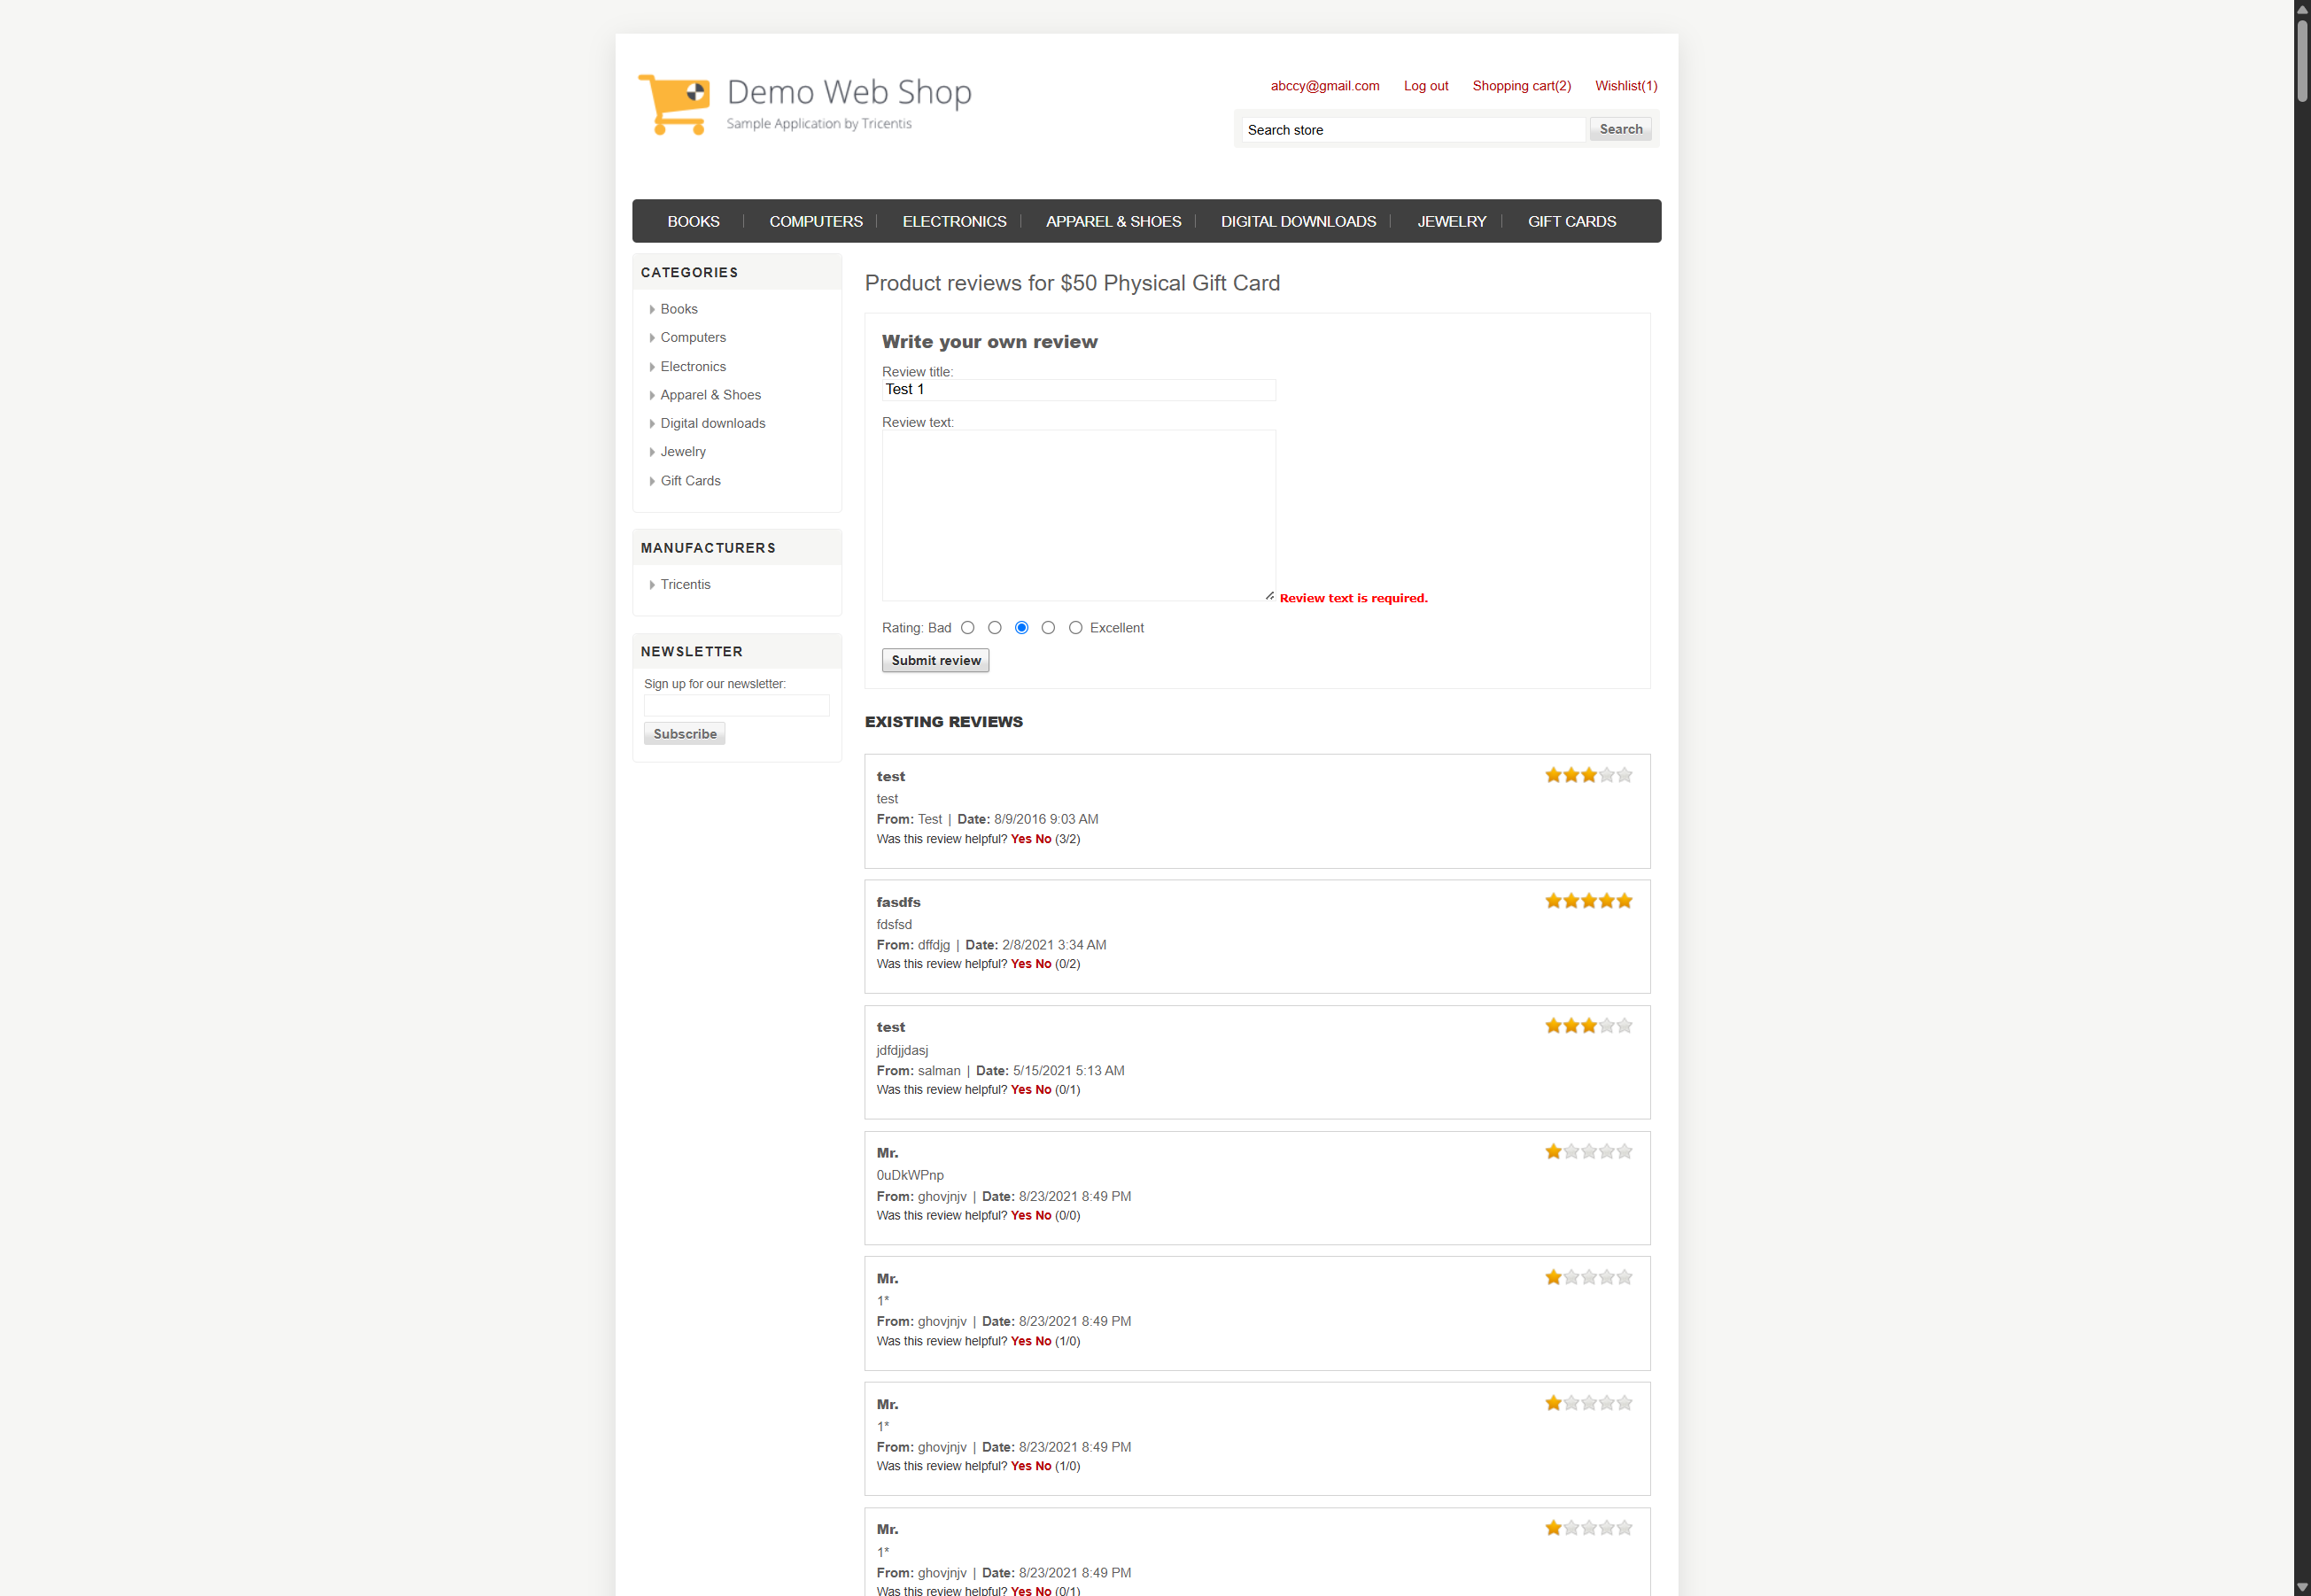 Demo Web Shop
Sample Application by Tricentis
abccy@gmail.com Log out Shopping cart(2) Wishlist(1)
Search store Search
BOOKS COMPUTERS ELECTRONICS APPAREL & SHOES DIGITAL DOWNLOADS JEWELRY GIFT CARDS
CATEGORIES
Books
Computers
Electronics
Apparel & Shoes
Digital downloads
Jewelry
Gift Cards
MANUFACTURERS
Tricentis
NEWSLETTER
Sign up for our newsletter:
Subscribe
Product reviews for $50 Physical Gift Card
Write your own review
Review title:
Test 1
Review text:
Review text is required.
Rating: Bad Excellent
Submit review
EXISTING REVIEWS
test
test
From: Test | Date: 8/9/2016 9:03 AM
Was this review helpful? Yes No (3/2)
fasdfs
fdsfsd
From: dffdjg | Date: 2/8/2021 3:34 AM
Was this review helpful? Yes No (0/2)
test
jdfdjjdasj
From: salman | Date: 5/15/2021 5:13 AM
Was this review helpful? Yes No (0/1)
Mr.
0uDkWPnp
From: ghovjnjv | Date: 8/23/2021 8:49 PM
Was this review helpful? Yes No (0/0)
Mr.
1*
From: ghovjnjv | Date: 8/23/2021 8:49 PM
Was this review helpful? Yes No (1/0)
Mr.
1*
From: ghovjnjv | Date: 8/23/2021 8:49 PM
Was this review helpful? Yes No (1/0)
Mr.
1*
From: ghovjnjv | Date: 8/23/2021 8:49 PM
Was this review helpful? Yes No (0/1)